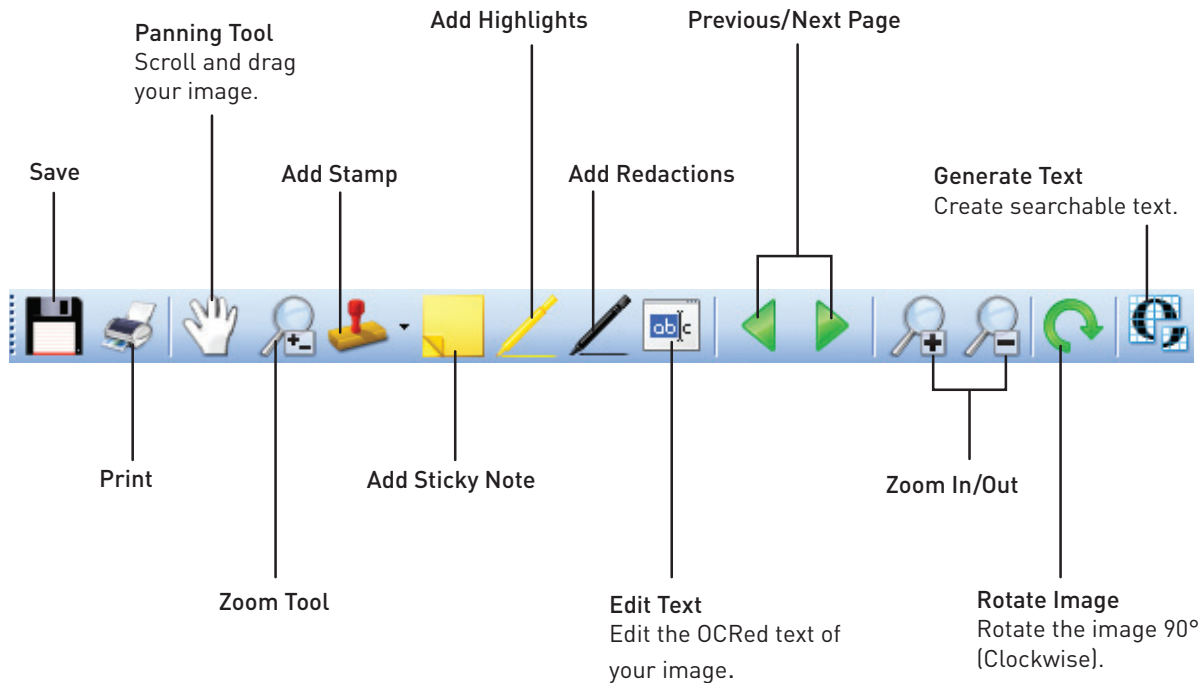 Add Highlights
Previous/Next Page
Panning Tool
Scroll and drag
your image.
Save
Add Stamp
Add Redactions
Generate Text
Create searchable text.
ab c
Print
Add Sticky Note
Zoom In/Out
Zoom Tool
Edit Text
Edit the OCRed text of
your image.
Rotate Image
Rotate the image 90°
(Clockwise).